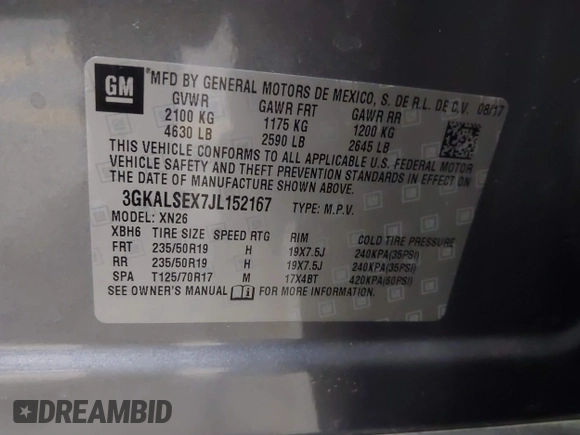 GM
*MFD BY GENERAL MOTORS DE MEXICO, S. DE R.L. DE C.V. 08/17
GVWR GAWR FRT GAWR RR
2100 KG 1175 KG 1200 KG
4630 LB 2590 LB 2645 LB
THIS VEHICLE CONFORMS TO ALL APPLICABLE U.S. FEDERAL MOTOR
VEHICLE SAFETY AND THEFT PREVENTION STANDARDS IN EFFECT ON
THE DATE OF MANUFACTURE SHOWN ABOVE.
3GKALSEX7JL152167 TYPE: M.P.V.
MODEL: XN26
XBH6 TIRE SIZE SPEED RTG RIM COLD TIRE PRESSURE
FRT 235/50R19 H 19X7.5J 240KPA(35PSI)
RR 235/50R19 H 19X7.5J 240KPA(35PSI)
SPA T125/70R17 M 17X4BT 420KPA(60PSI)
SEE OWNER'S MANUAL FOR MORE INFORMATION.
DREAMBID